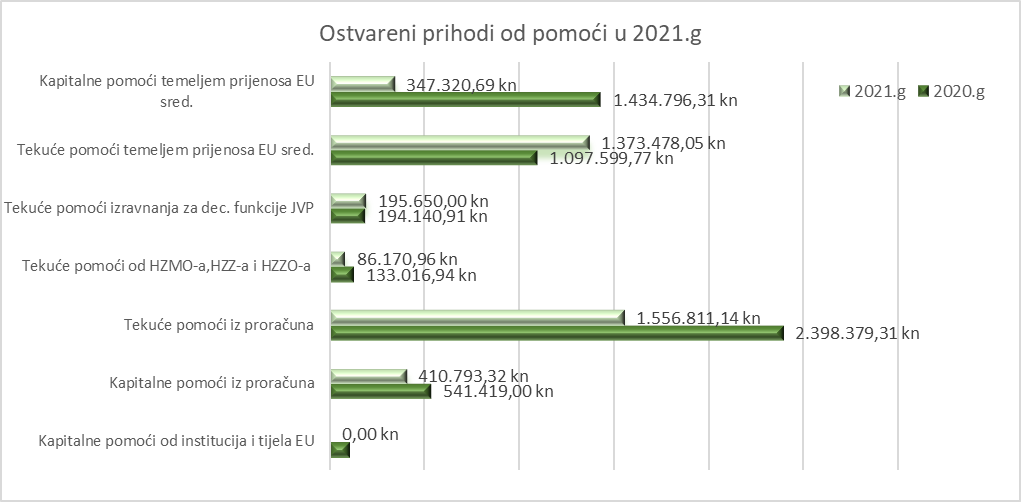 Ostvareni prihodi od pomoći u 2021.g
2021.g
2020.g
Kapitalne pomoći temeljem prijenosa EU
sred.
347.320,69 kn
1.434.796,31 kn
Tekuće pomoći temeljem prijenosa EU sred.
1.373.478,05 kn
1.097.599,77 kn
Tekuće pomoći izravnanja za dec. funkcije JVP
195.650,00 kn
194.140,91 kn
Tekuće pomoći od HZMO-a,HZZ-a i HZZO-a
86.170,96 kn
133.016,94 kn
Tekuće pomoći iz proračuna
1.556.811,14 kn
2.398.379,31 kn
Kapitalne pomoći iz proračuna
410.793,32 kn
541.419,00 kn
Kapitalne pomoći od institucija i tijela EU
0,00 kn